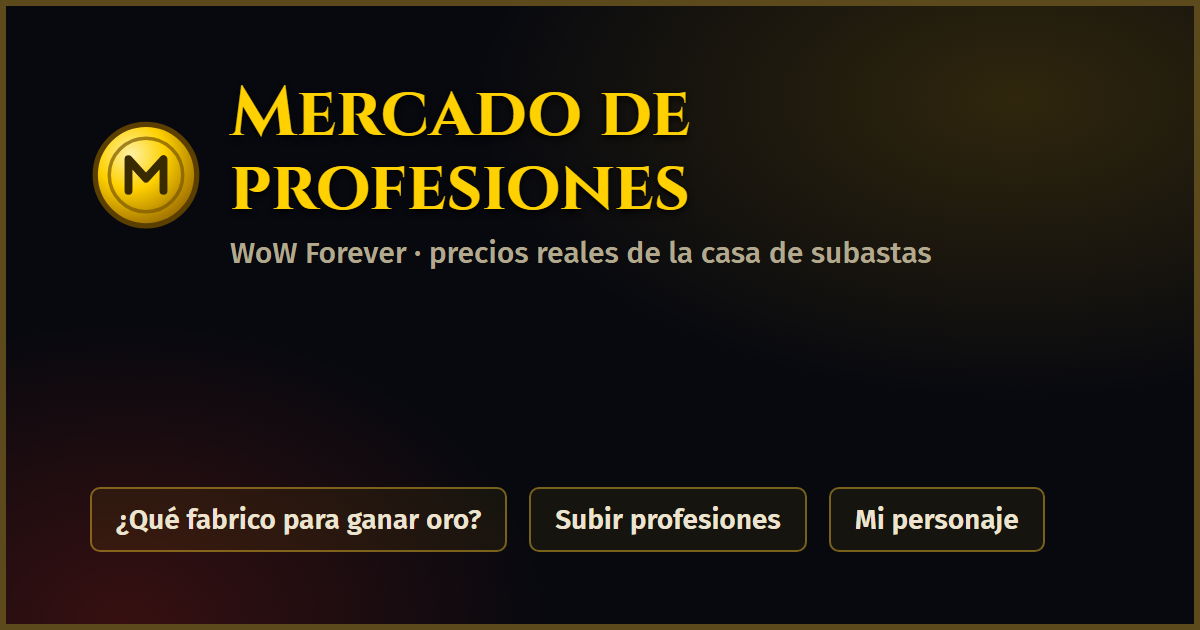 Mercado de
profesiones
M
WoW Forever · precios reales de la casa de subastas
¿Qué fabrico para ganar oro?
Subir profesiones
Mi personaje